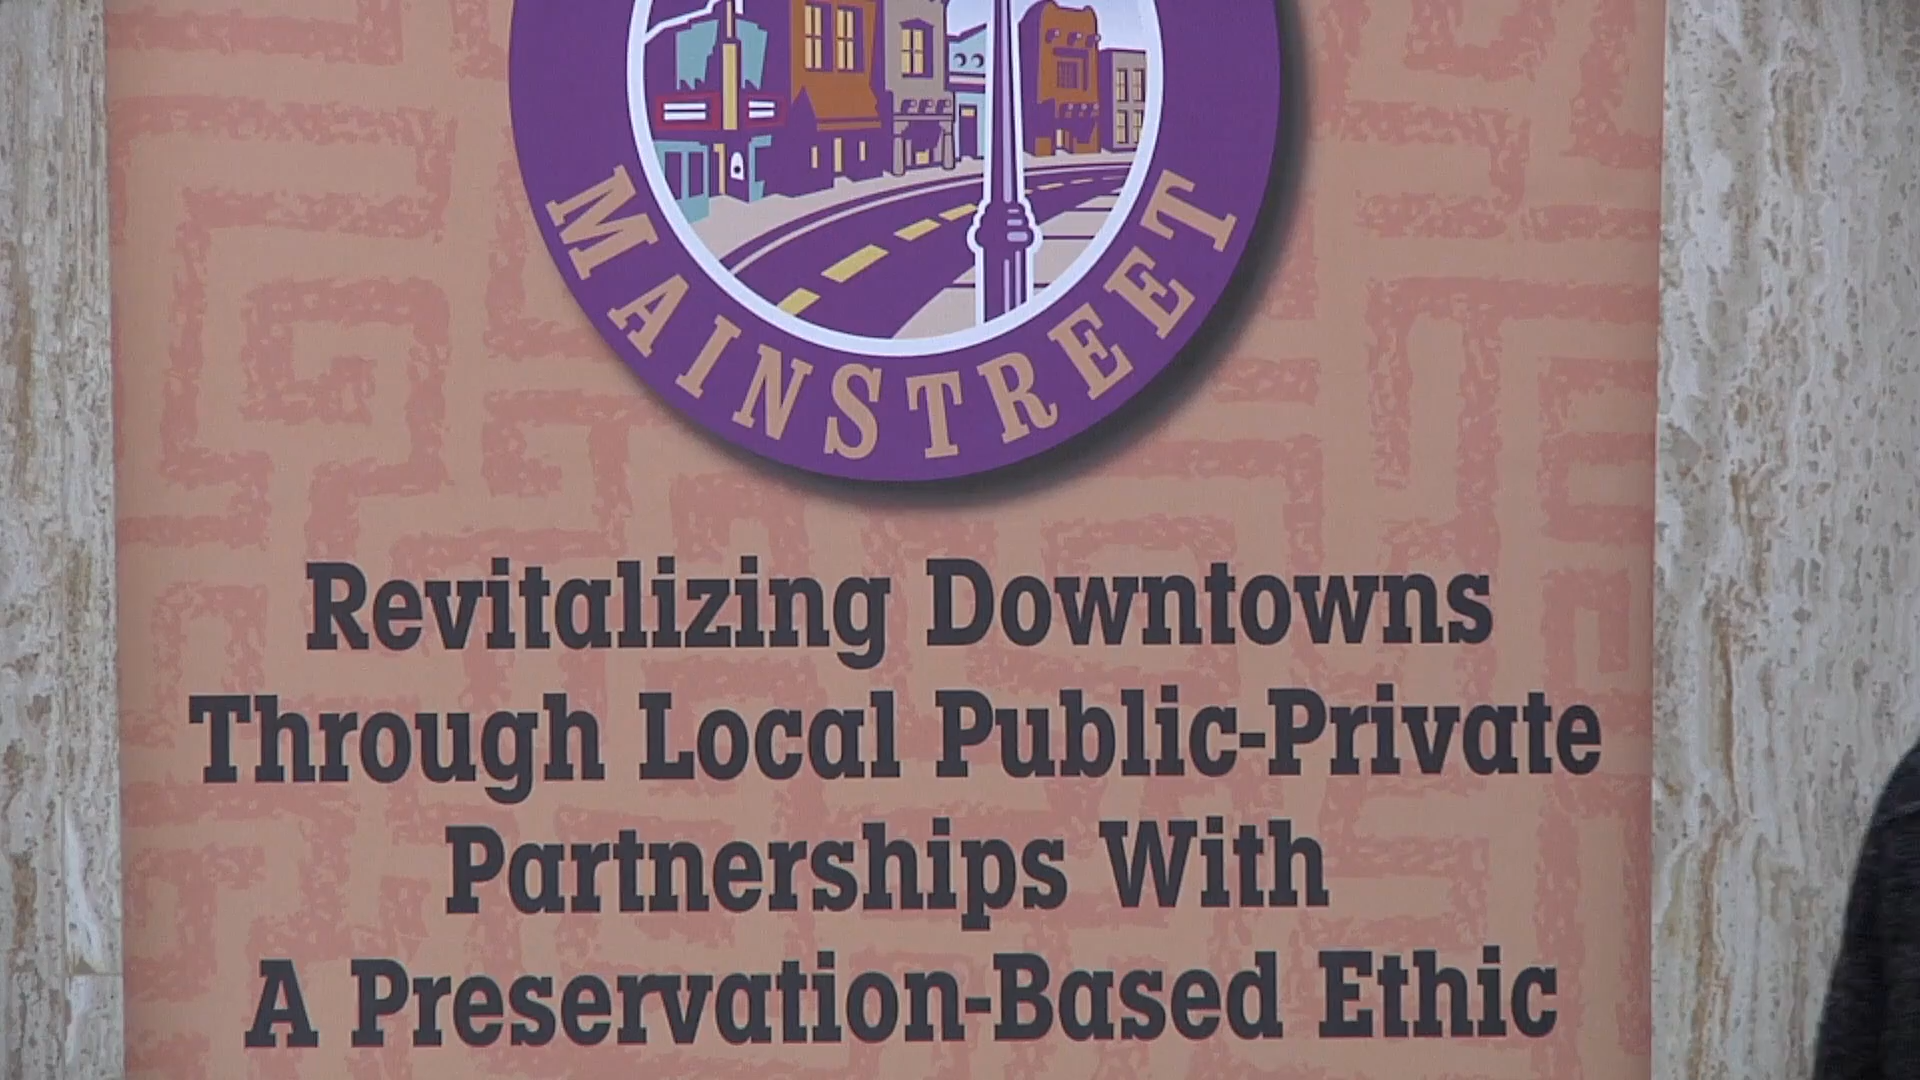 MAINSTREET
Revitalizing Downtowns
Through Local Public-Private
Partnerships With
A Preservation-Based Ethic